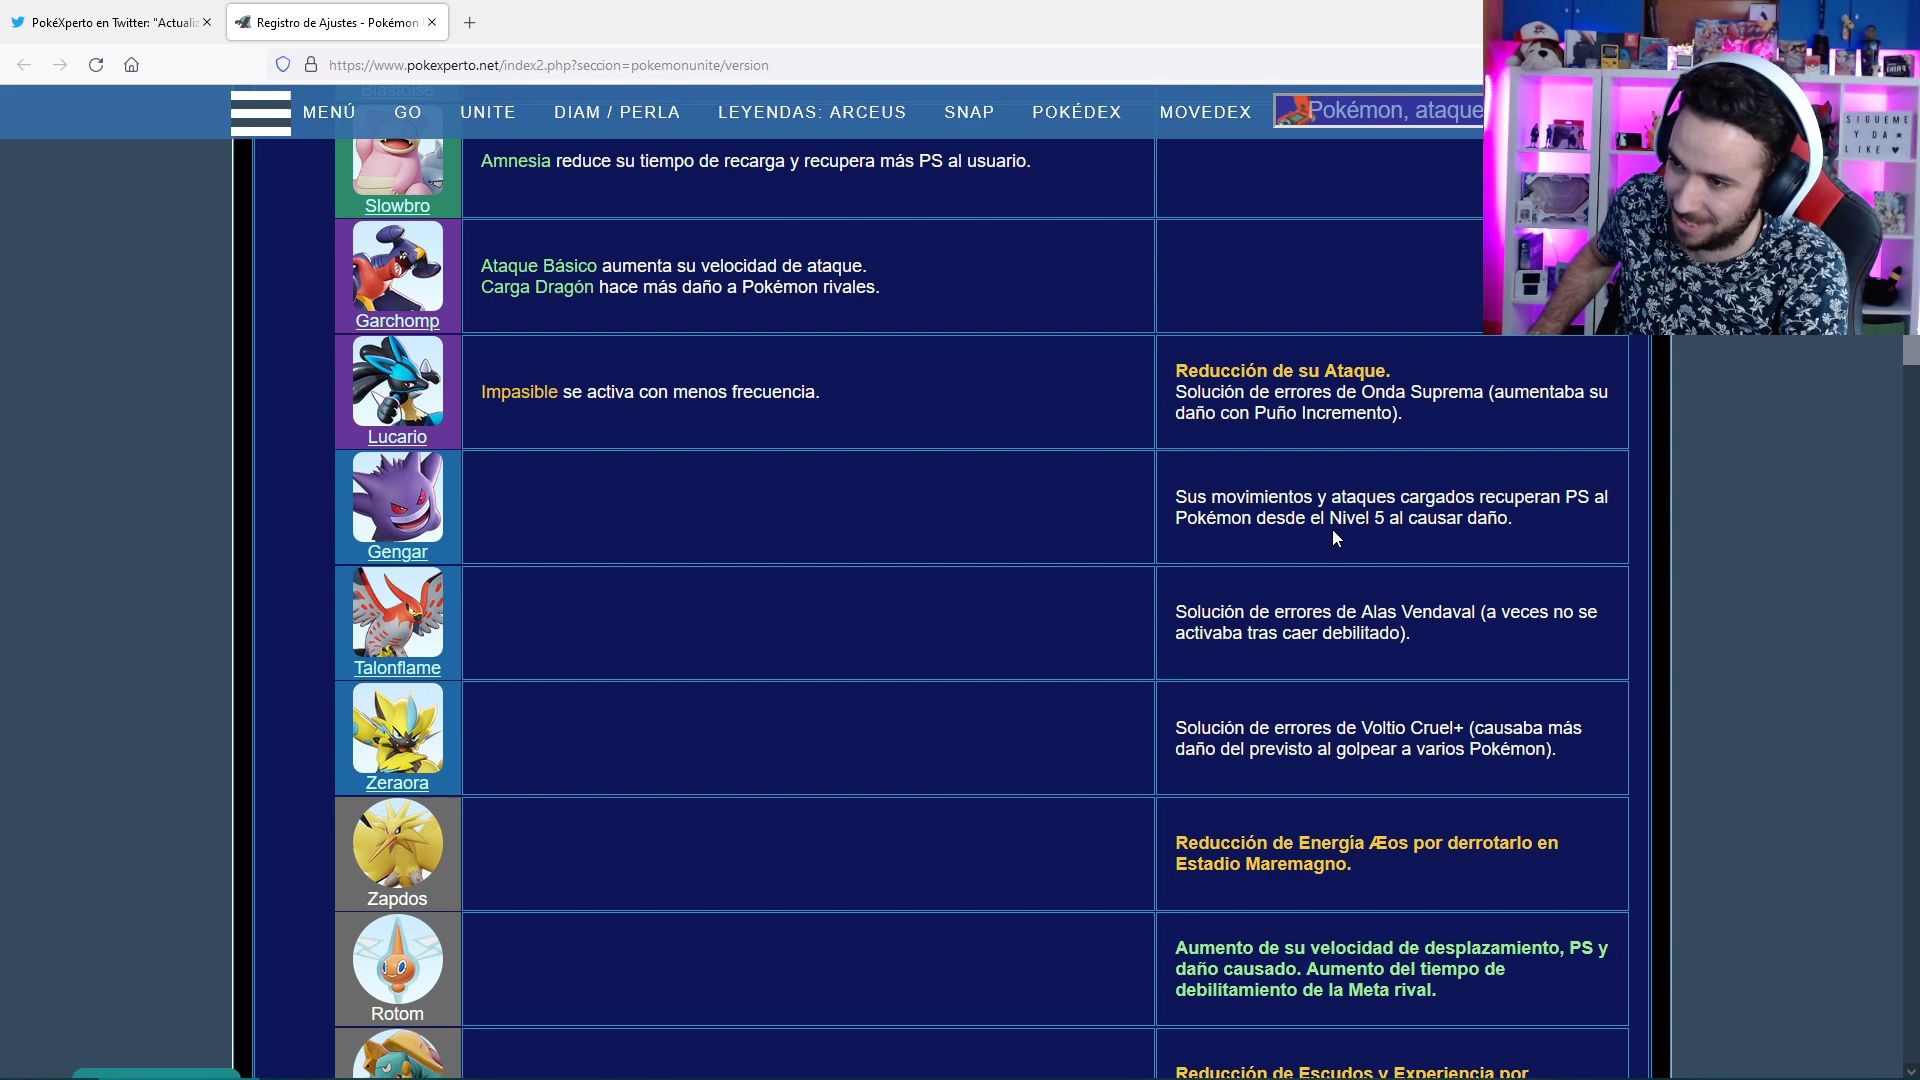 PokéXperto en Twitter: "Actualiz
Registro de Ajustes - Pokémon
https://www.pokexperto.net/index2.php?seccion=pokemonunite/version
Blastoise
MENÚ GO UNITE DIAM / PERLA LEYENDAS: ARCEUS SNAP POKÉDEX MOVEDEX Pokémon, ataque
SIGUEME
Y DA
LIKE
Amnesia reduce su tiempo de recarga y recupera más PS al usuario.
Slowbro
Ataque Básico aumenta su velocidad de ataque.
Carga Dragón hace más daño a Pokémon rivales.
Garchomp
Impasible se activa con menos frecuencia.
Reducción de su Ataque.
Solución de errores de Onda Suprema (aumentaba su
daño con Puño Incremento).
Lucario
Sus movimientos y ataques cargados recuperan PS al
Pokémon desde el Nivel 5 al causar daño.
Gengar
Solución de errores de Alas Vendaval (a veces no se
activaba tras caer debilitado).
Talonflame
Solución de errores de Voltio Cruel+ (causaba más
daño del previsto al golpear a varios Pokémon).
Zeraora
Reducción de Energía Æos por derrotarlo en
Estadio Maremagno.
Zapdos
Aumento de su velocidad de desplazamiento, PS y
daño causado. Aumento del tiempo de
debilitamiento de la Meta rival.
Rotom
Reducción de Escudos y Experiencia por